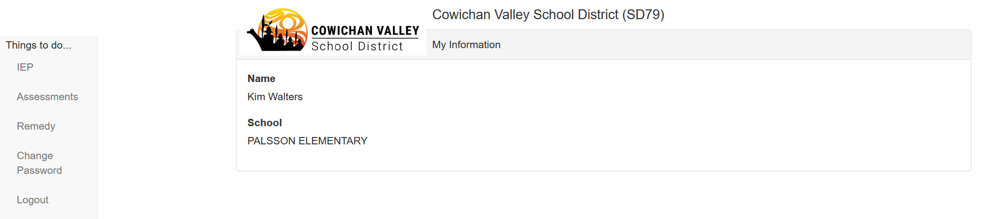 Cowichan Valley School District (SD79)
COWICHAN VALLEY
School District
My Information
Things to do...
IEP
Assessments
Remedy
Change
Password
Logout
Name
Kim Walters
School
PALSSON ELEMENTARY